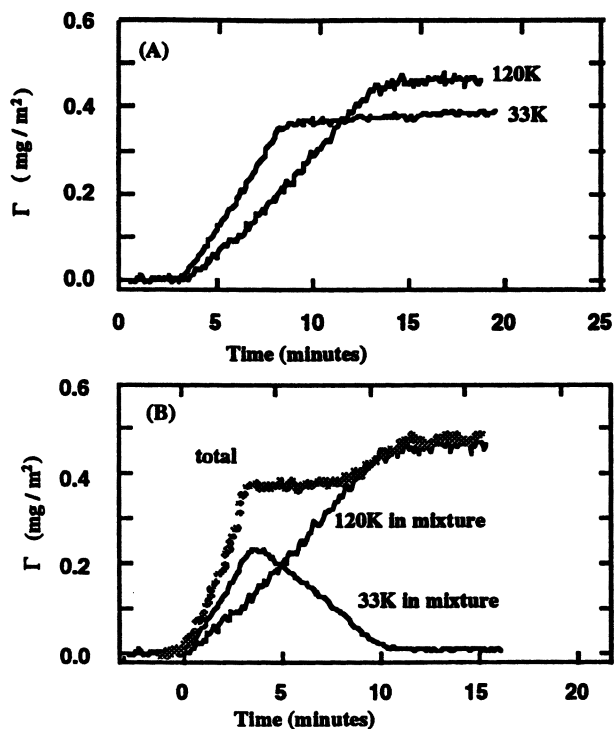 0.6
(A)
120K
33K
0.4
Γ (mg / m²)
0.2
0.0
0 5 10 15 20 25
Time (minutes)
0.6
(B)
total
0.4
120K in mixture
Γ (mg / m²)
0.2
33K in mixture
0.0
0 5 10 15 20
Time (minutes)